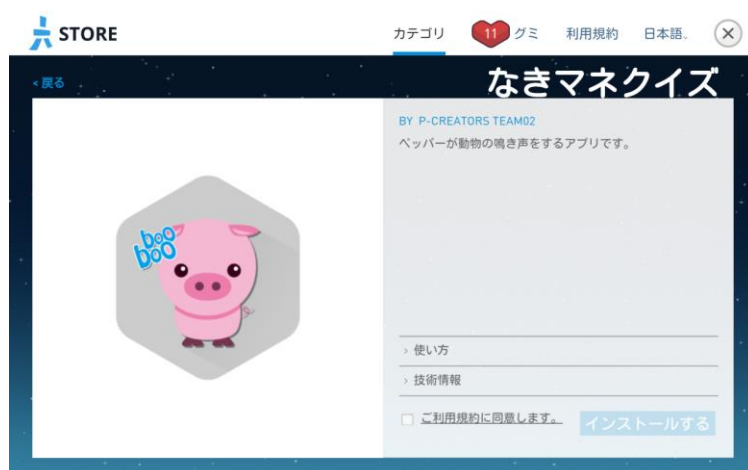 STORE
カテゴリ
11 グミ
利用規約
日本語
<戻る
なきマネクイズ
BY P-CREATORS TEAM02
ペッパーが動物の鳴き声をするアプリです。
boo
boo
› 使い方
› 技術情報
ご利用規約に同意します。
インストールする